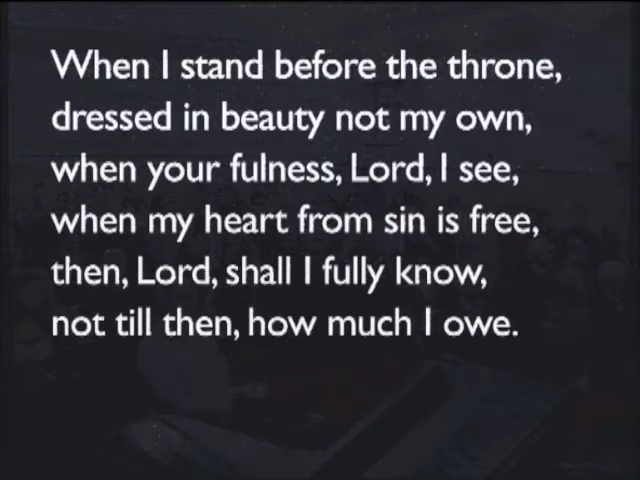 When I stand before the throne,
dressed in beauty not my own,
when your fulness, Lord, I see,
when my heart from sin is free,
then, Lord, shall I fully know,
not till then, how much I owe.